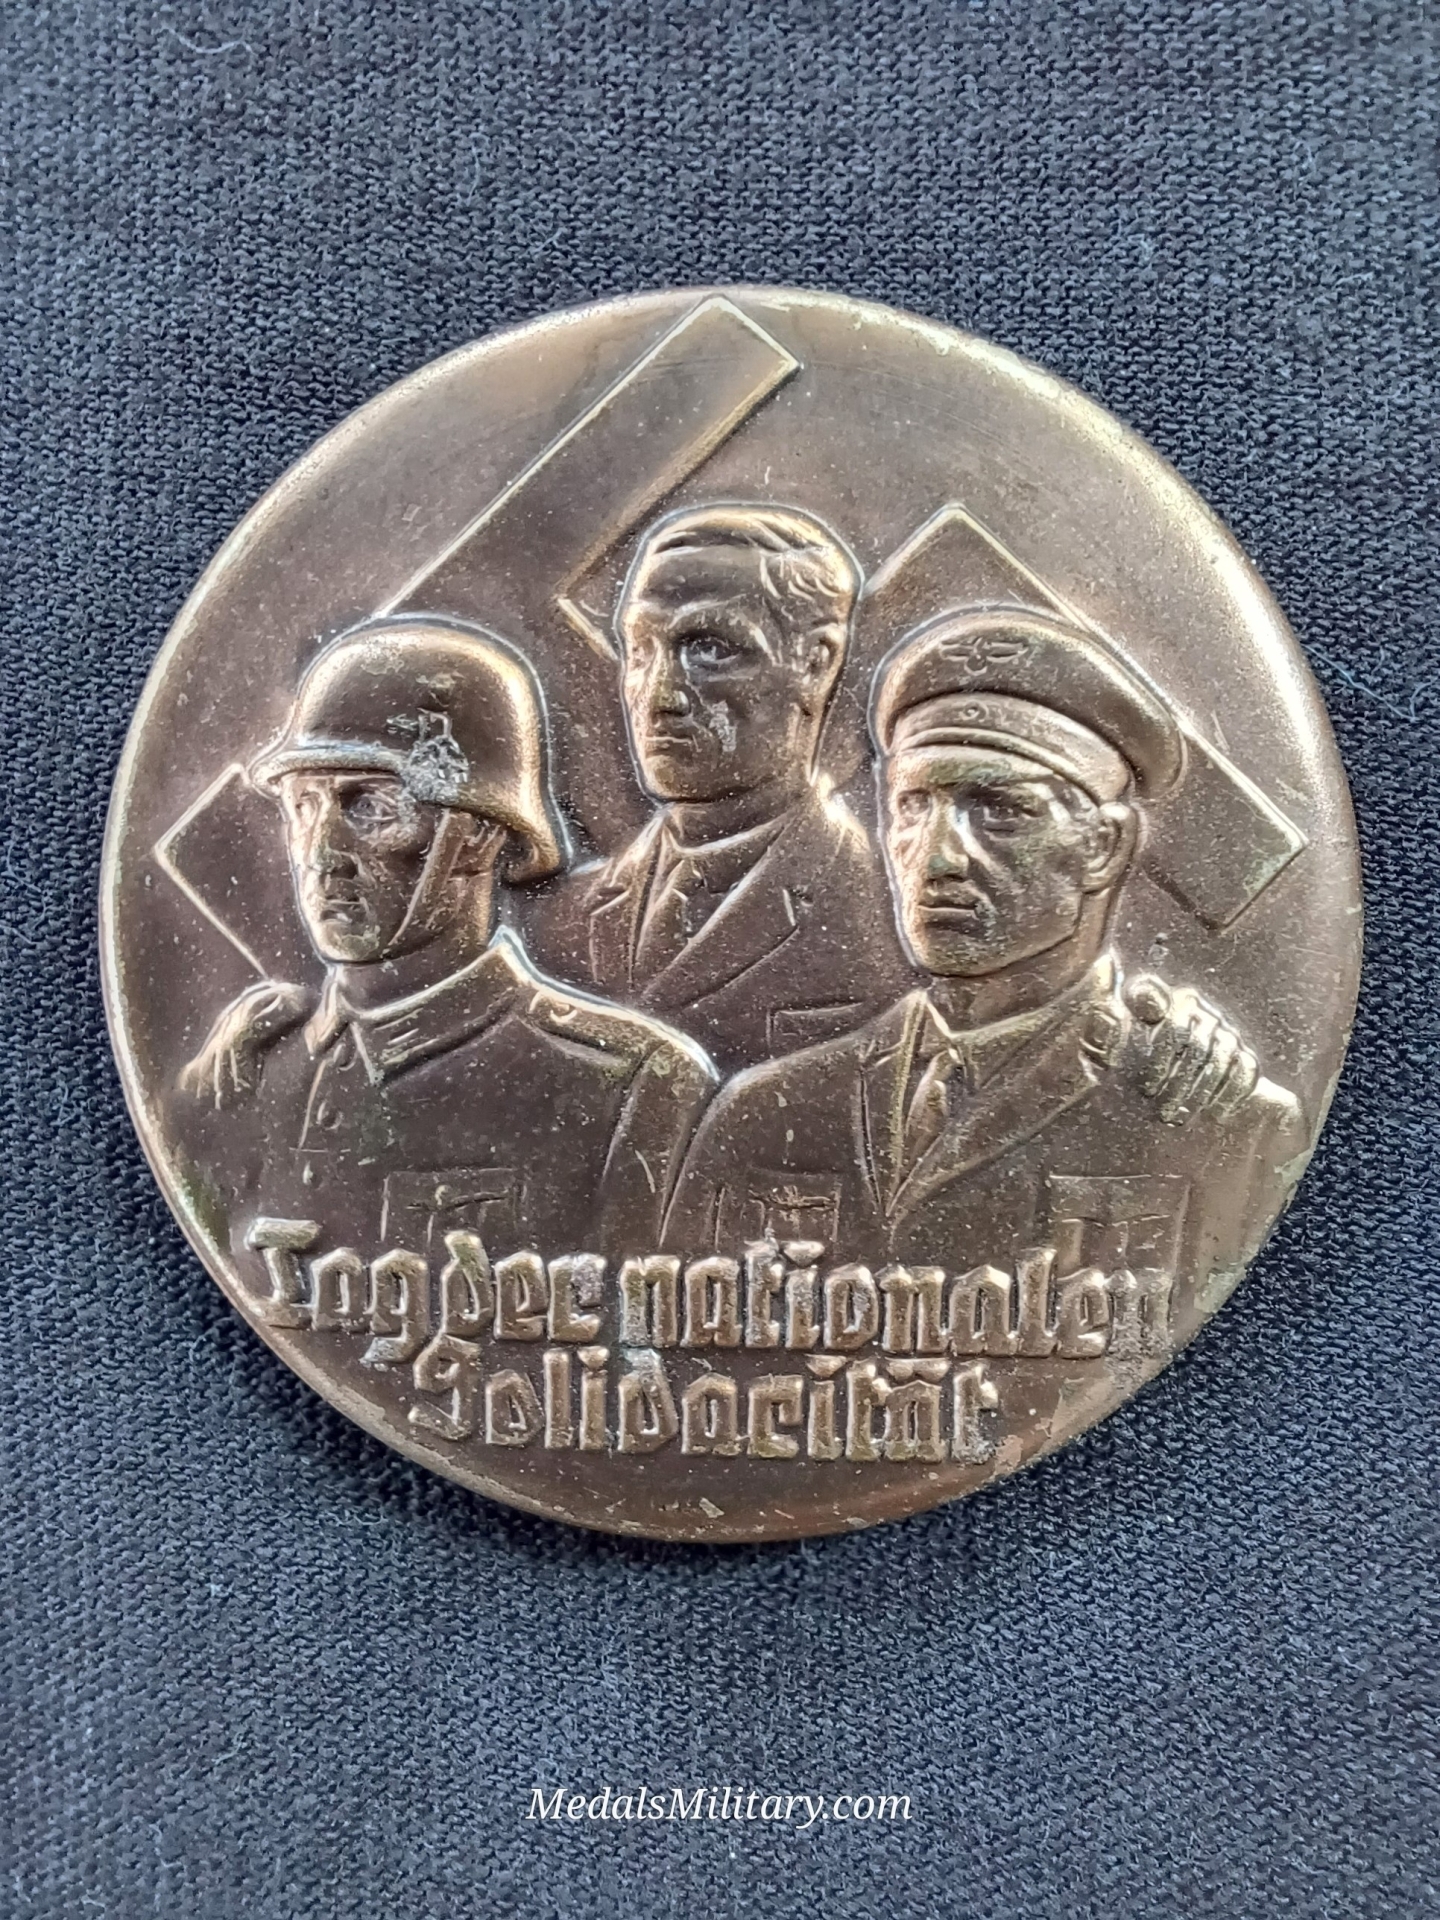 Tag der nationalen
Solidarität
MedalsMilitary.com